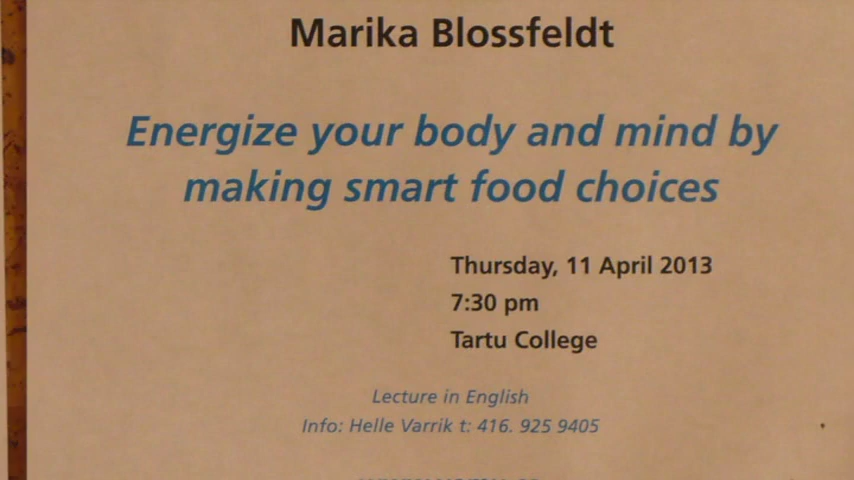 Marika Blossfeldt
Energize your body and mind by
making smart food choices
Thursday, 11 April 2013
7:30 pm
Tartu College
Lecture in English
Info: Helle Varrik t: 416. 925 9405